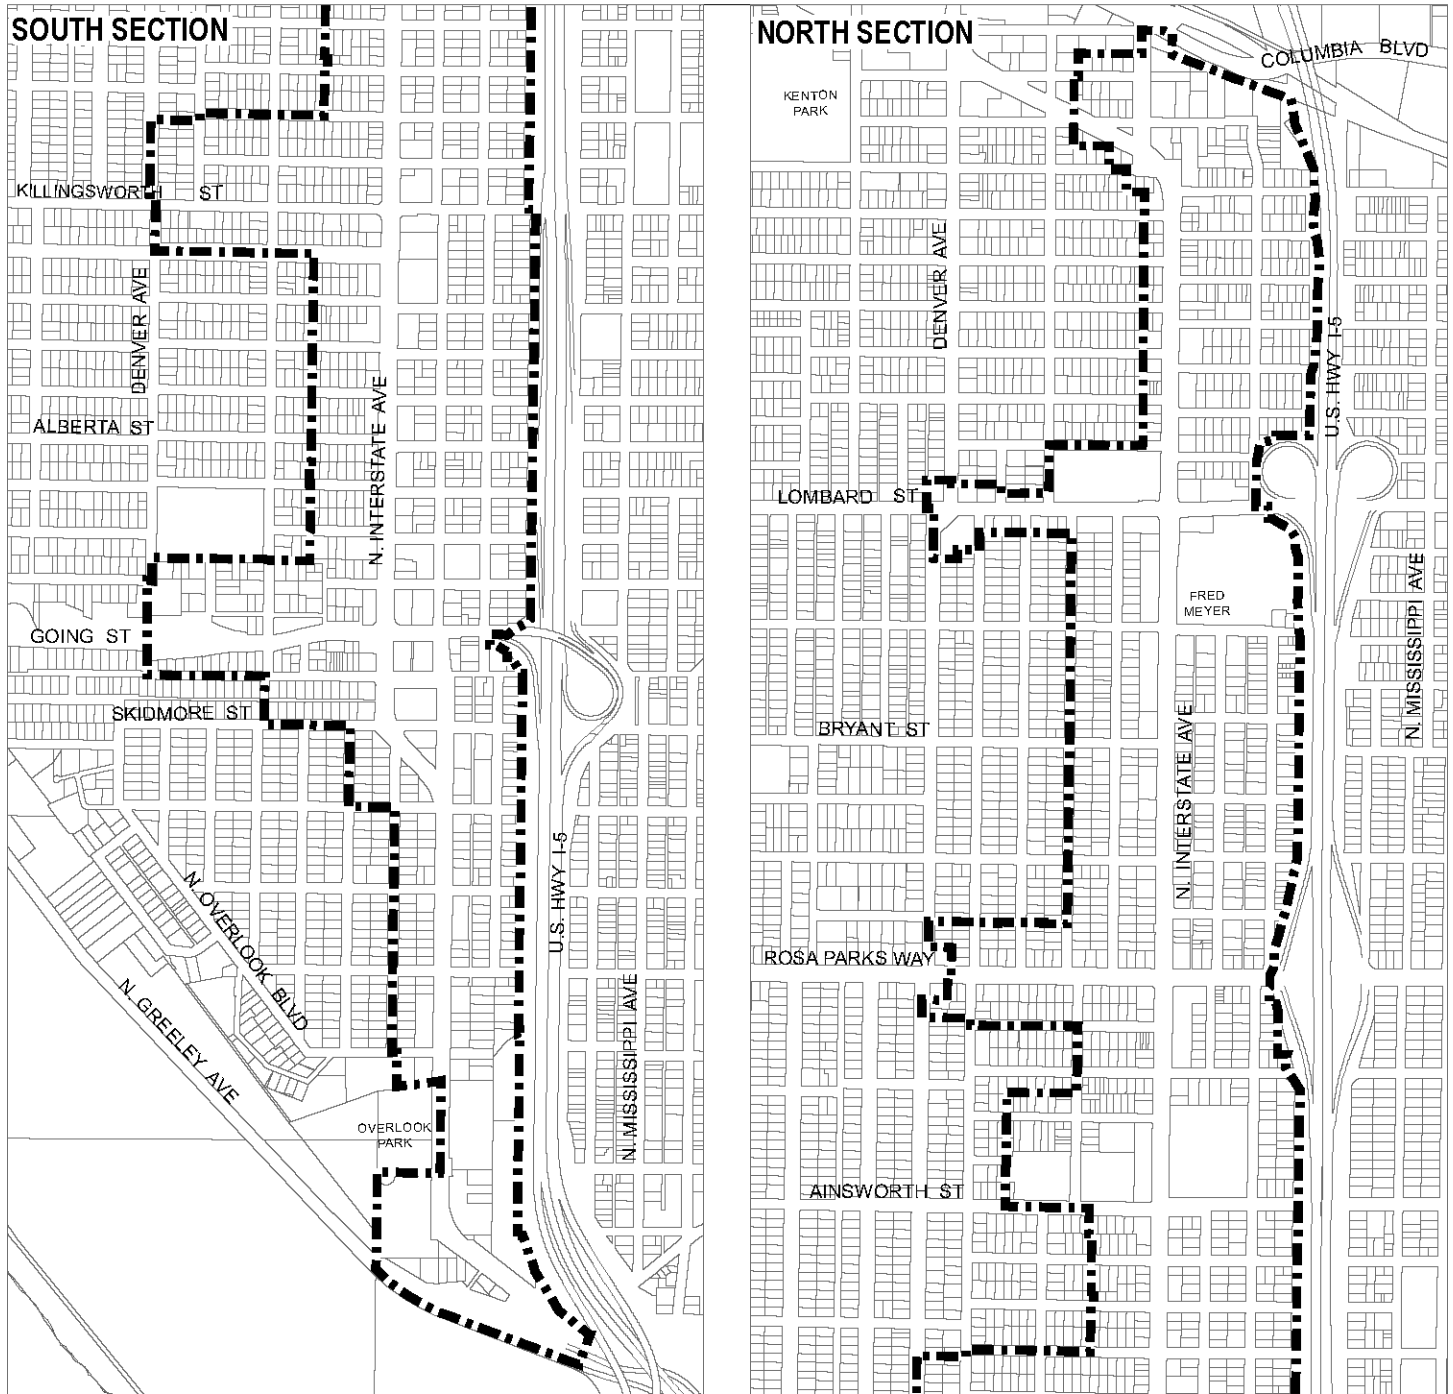 SOUTH SECTION
KILLINGSWORTH ST
DENVER AVE
N. INTERSTATE AVE
ALBERTA ST
GOING ST
SKIDMORE ST
N. OVERLOOK BLVD
U.S. HWY I-5
N. GREELEY AVE
N. MISSISSIPPI AVE
OVERLOOK
PARK
NORTH SECTION
COLUMBIA BLVD
KENTON
PARK
DENVER AVE
U.S. HWY I-5
LOMBARD ST
N. MISSISSIPPI AVE
FRED
MEYER
BRYANT ST
N. INTERSTATE AVE
ROSA PARKS WAY
AINSWORTH ST